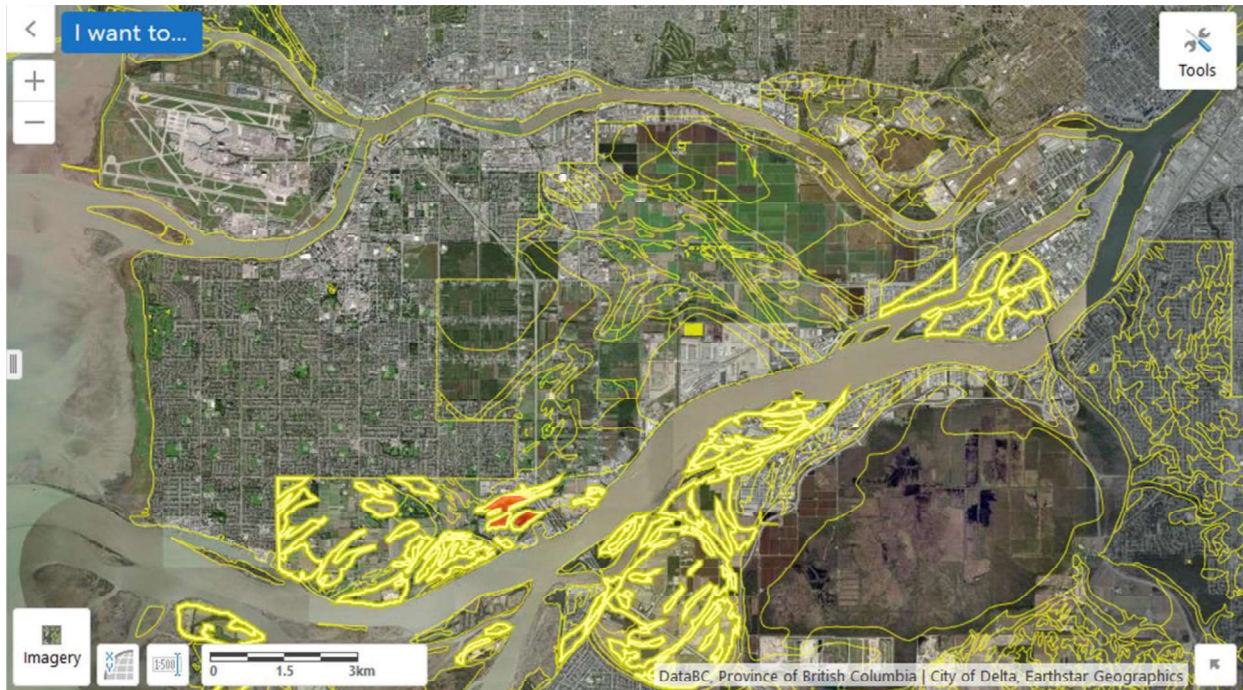 I want to...
Tools
Imagery
X
Y
1:500
0 1.5 3km
DataBC, Province of British Columbia | City of Delta, Earthstar Geographics